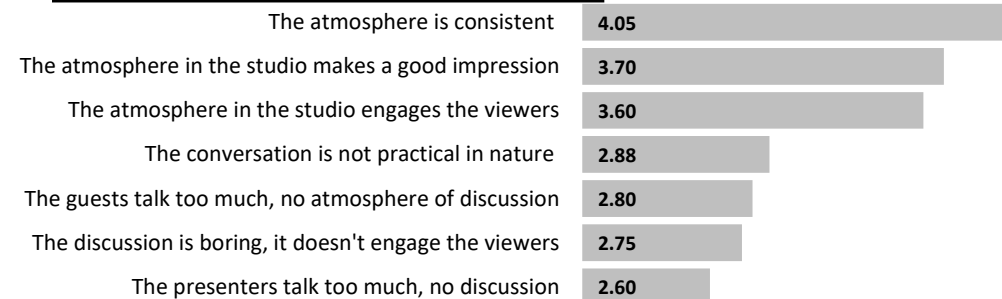 The atmosphere is consistent 4.05
The atmosphere in the studio makes a good impression 3.70
The atmosphere in the studio engages the viewers 3.60
The conversation is not practical in nature 2.88
The guests talk too much, no atmosphere of discussion 2.80
The discussion is boring, it doesn't engage the viewers 2.75
The presenters talk too much, no discussion 2.60